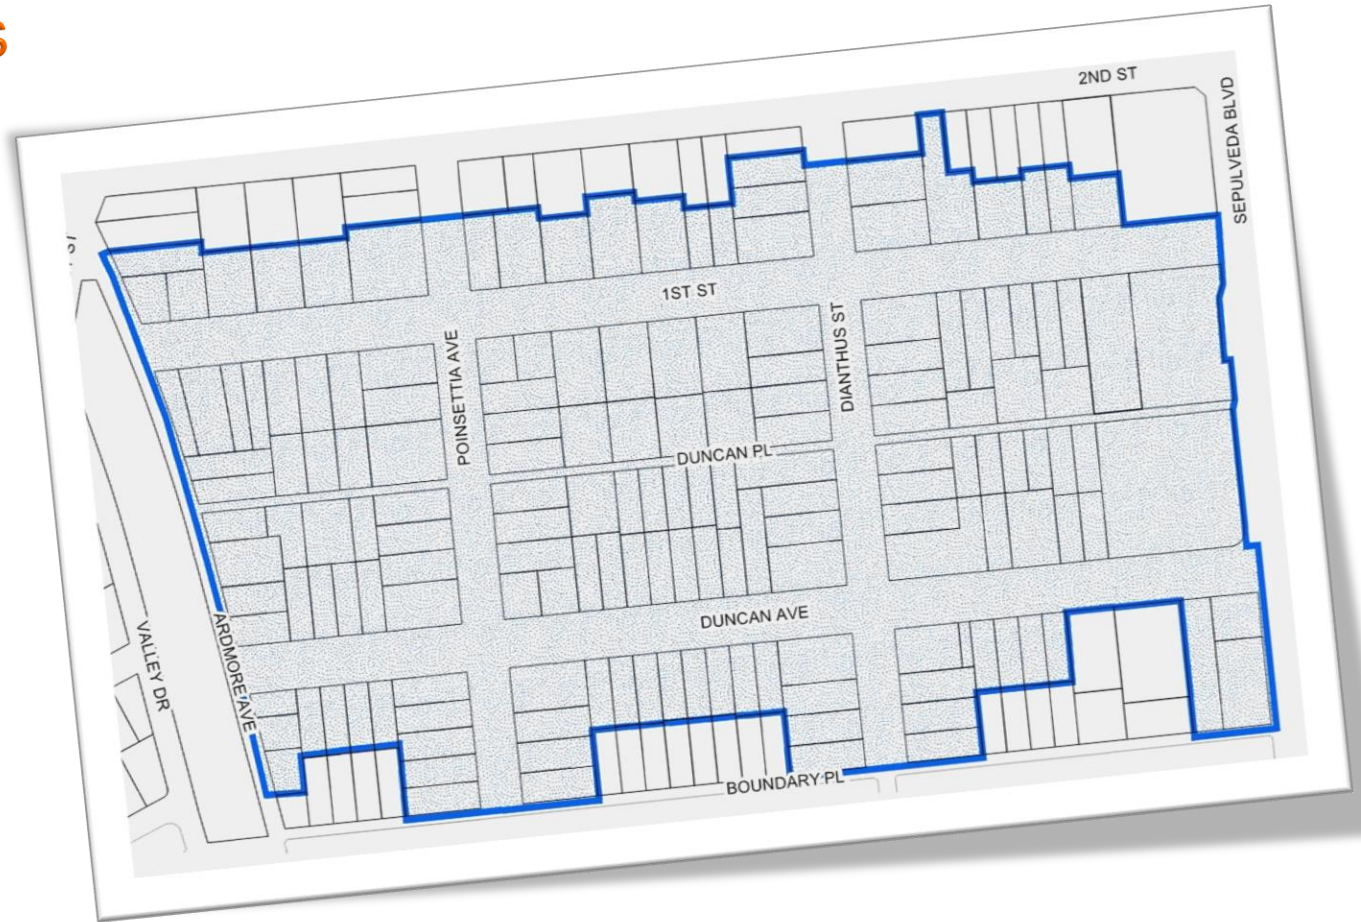 2ND ST
SEPULVEDA BLVD
1ST ST
POINSETTIA AVE
DIANTHUS ST
DUNCAN PL
DUNCAN AVE
VALLEY DR
ARDMORE AVE
BOUNDARY PL